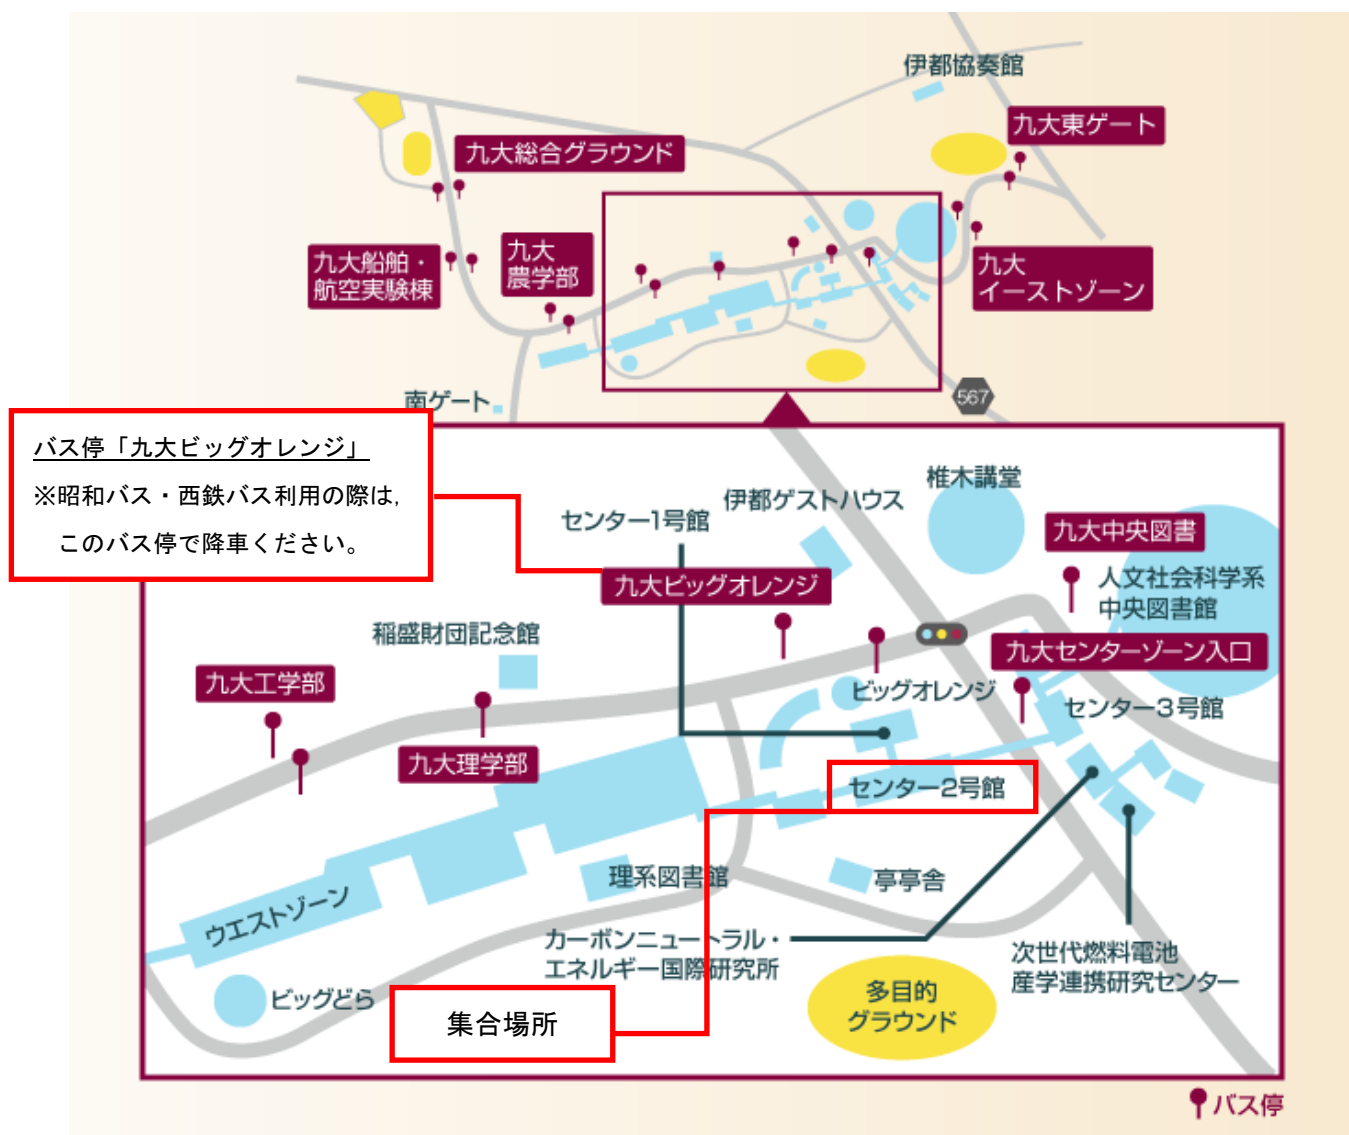 伊都協奏館
九大東ゲート
九大総合グラウンド
九大船舶・
航空実験棟
九大
農学部
九大
イーストゾーン
南ゲート
567
バス停「九大ビッグオレンジ」
※昭和バス・西鉄バス利用の際は,
このバス停で降車ください。
センター1号館
伊都ゲストハウス
椎木講堂
九大中央図書
人文社会科学系
中央図書館
九大ビッグオレンジ
稲盛財団記念館
九大センターゾーン入口
九大工学部
ビッグオレンジ
センター3号館
九大理学部
センター2号館
理系図書館
亭亭舎
ウエストゾーン
カーボンニュートラル・
エネルギー国際研究所
次世代燃料電池
産学連携研究センター
ビッグどら
多目的
グラウンド
集合場所
バス停